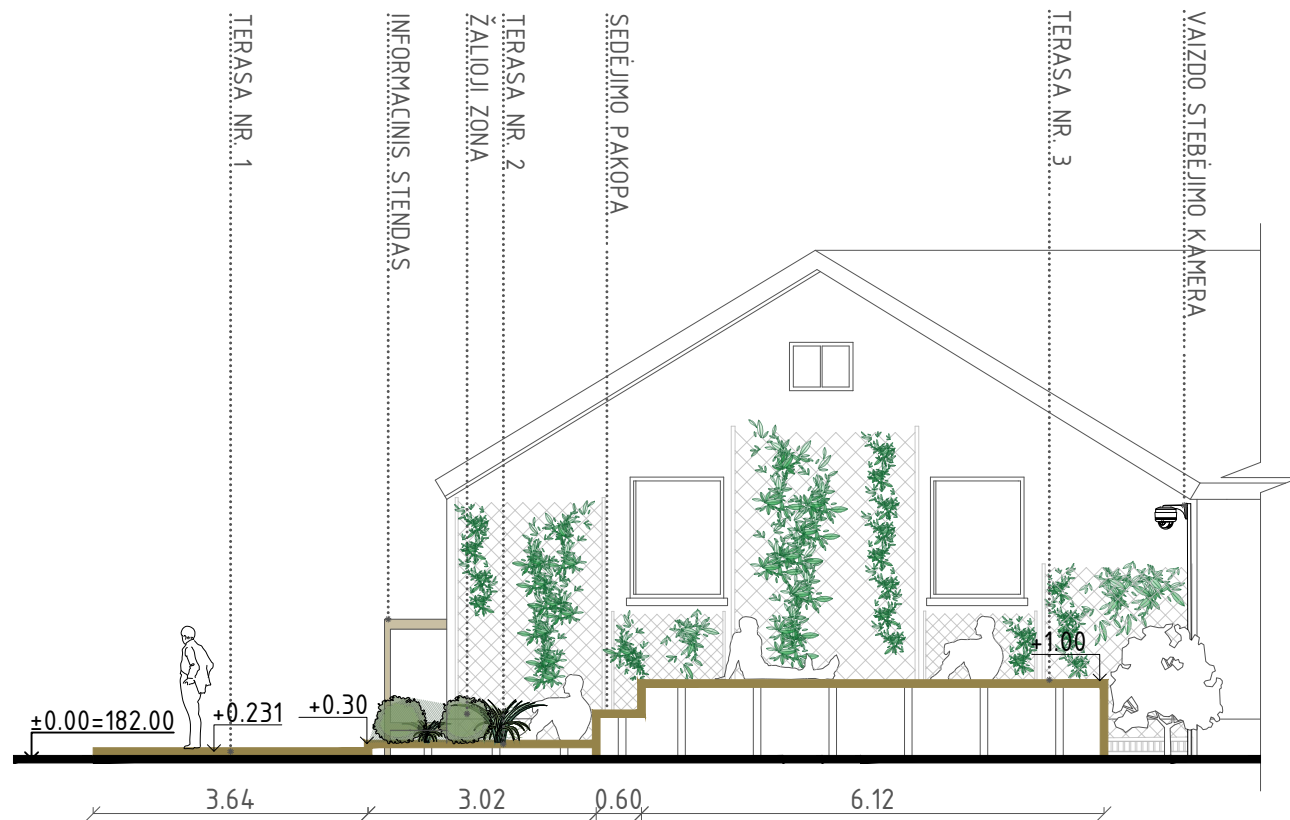 TERASA NR. 1
INFORMACINIS STENDAS
ŽALIOJI ZONA
TERASA NR. 2
SĖDĖJIMO PAKOPA
TERASA NR. 3
VAIZDO STEBĖJIMO KAMERA
+1.00
±0.00=182.00
+0.231
+0.30
3.64
3.02
0.60
6.12